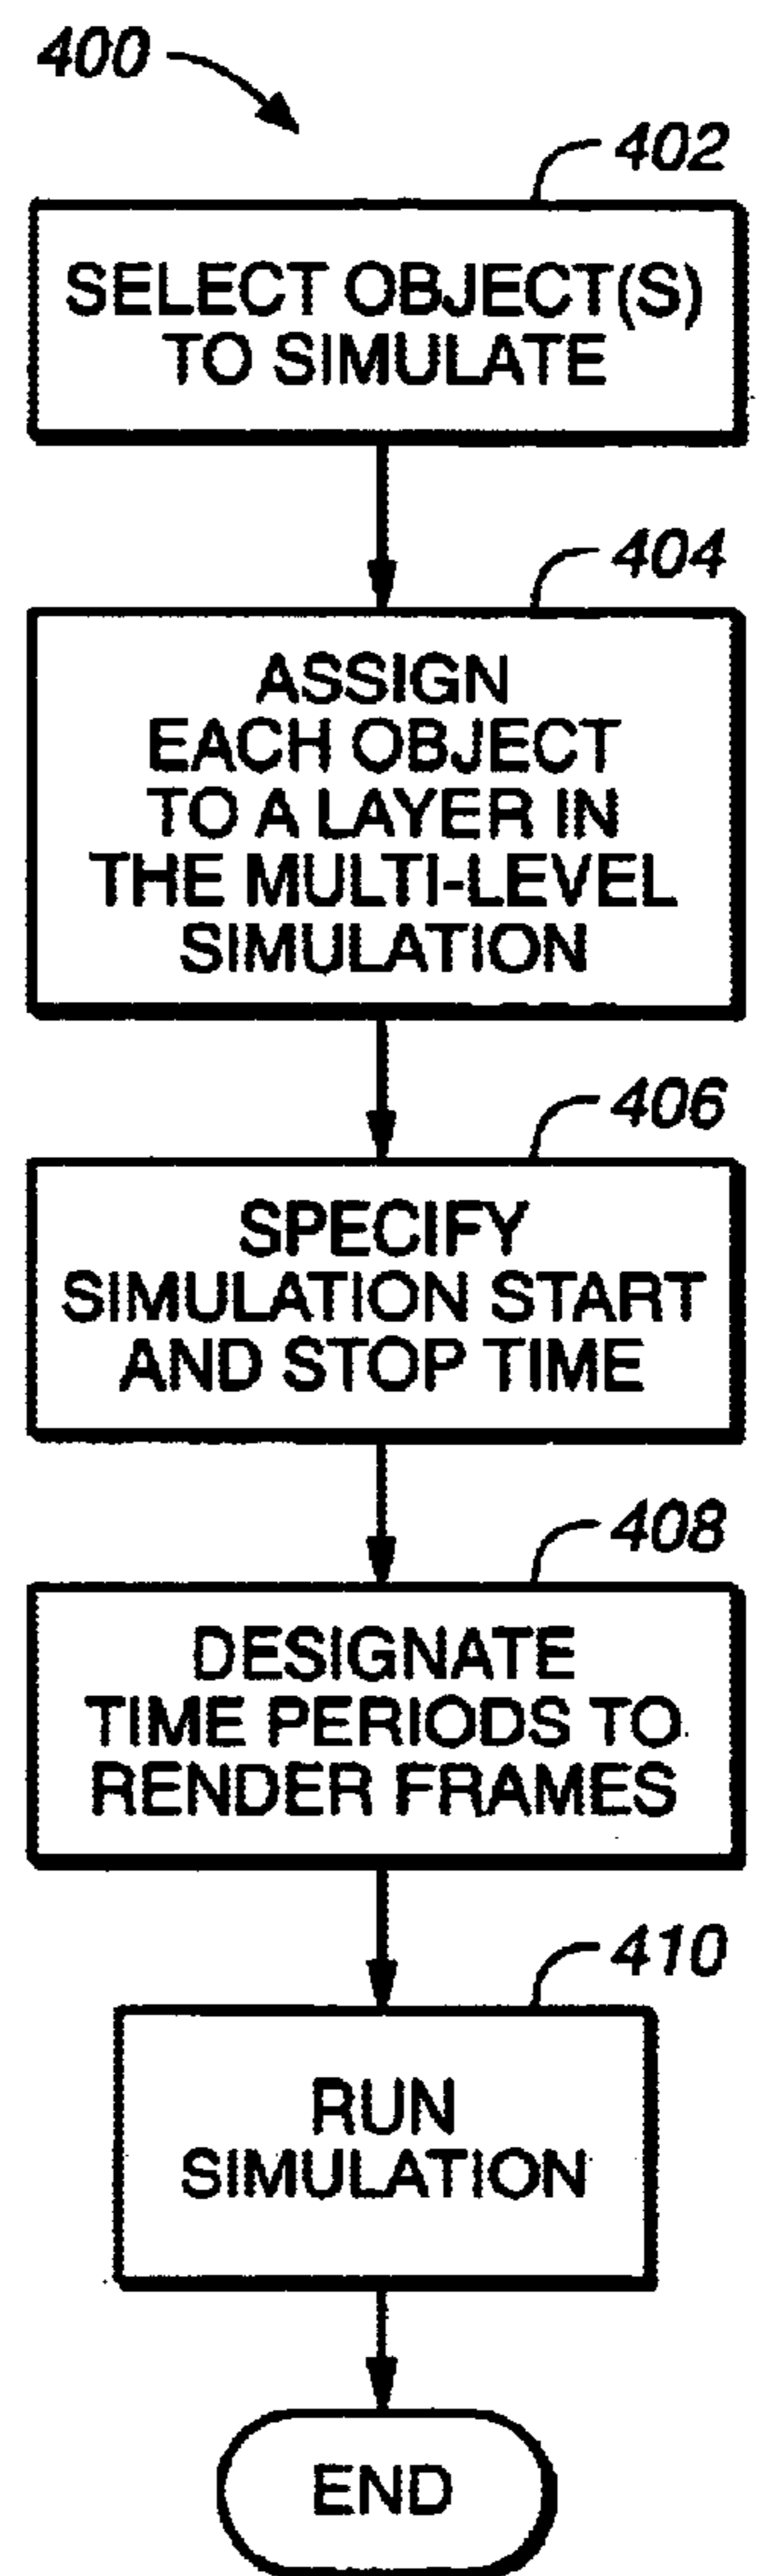 400
402
SELECT OBJECT(S)
TO SIMULATE
404
ASSIGN
EACH OBJECT
TO A LAYER IN
THE MULTI-LEVEL
SIMULATION
406
SPECIFY
SIMULATION START
AND STOP TIME
408
DESIGNATE
TIME PERIODS TO
RENDER FRAMES
410
RUN
SIMULATION
END